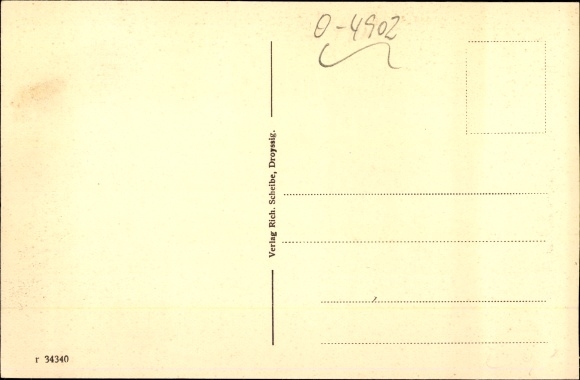 O-4902
Verlag Rich. Scheibe, Droyssig.
r 34340